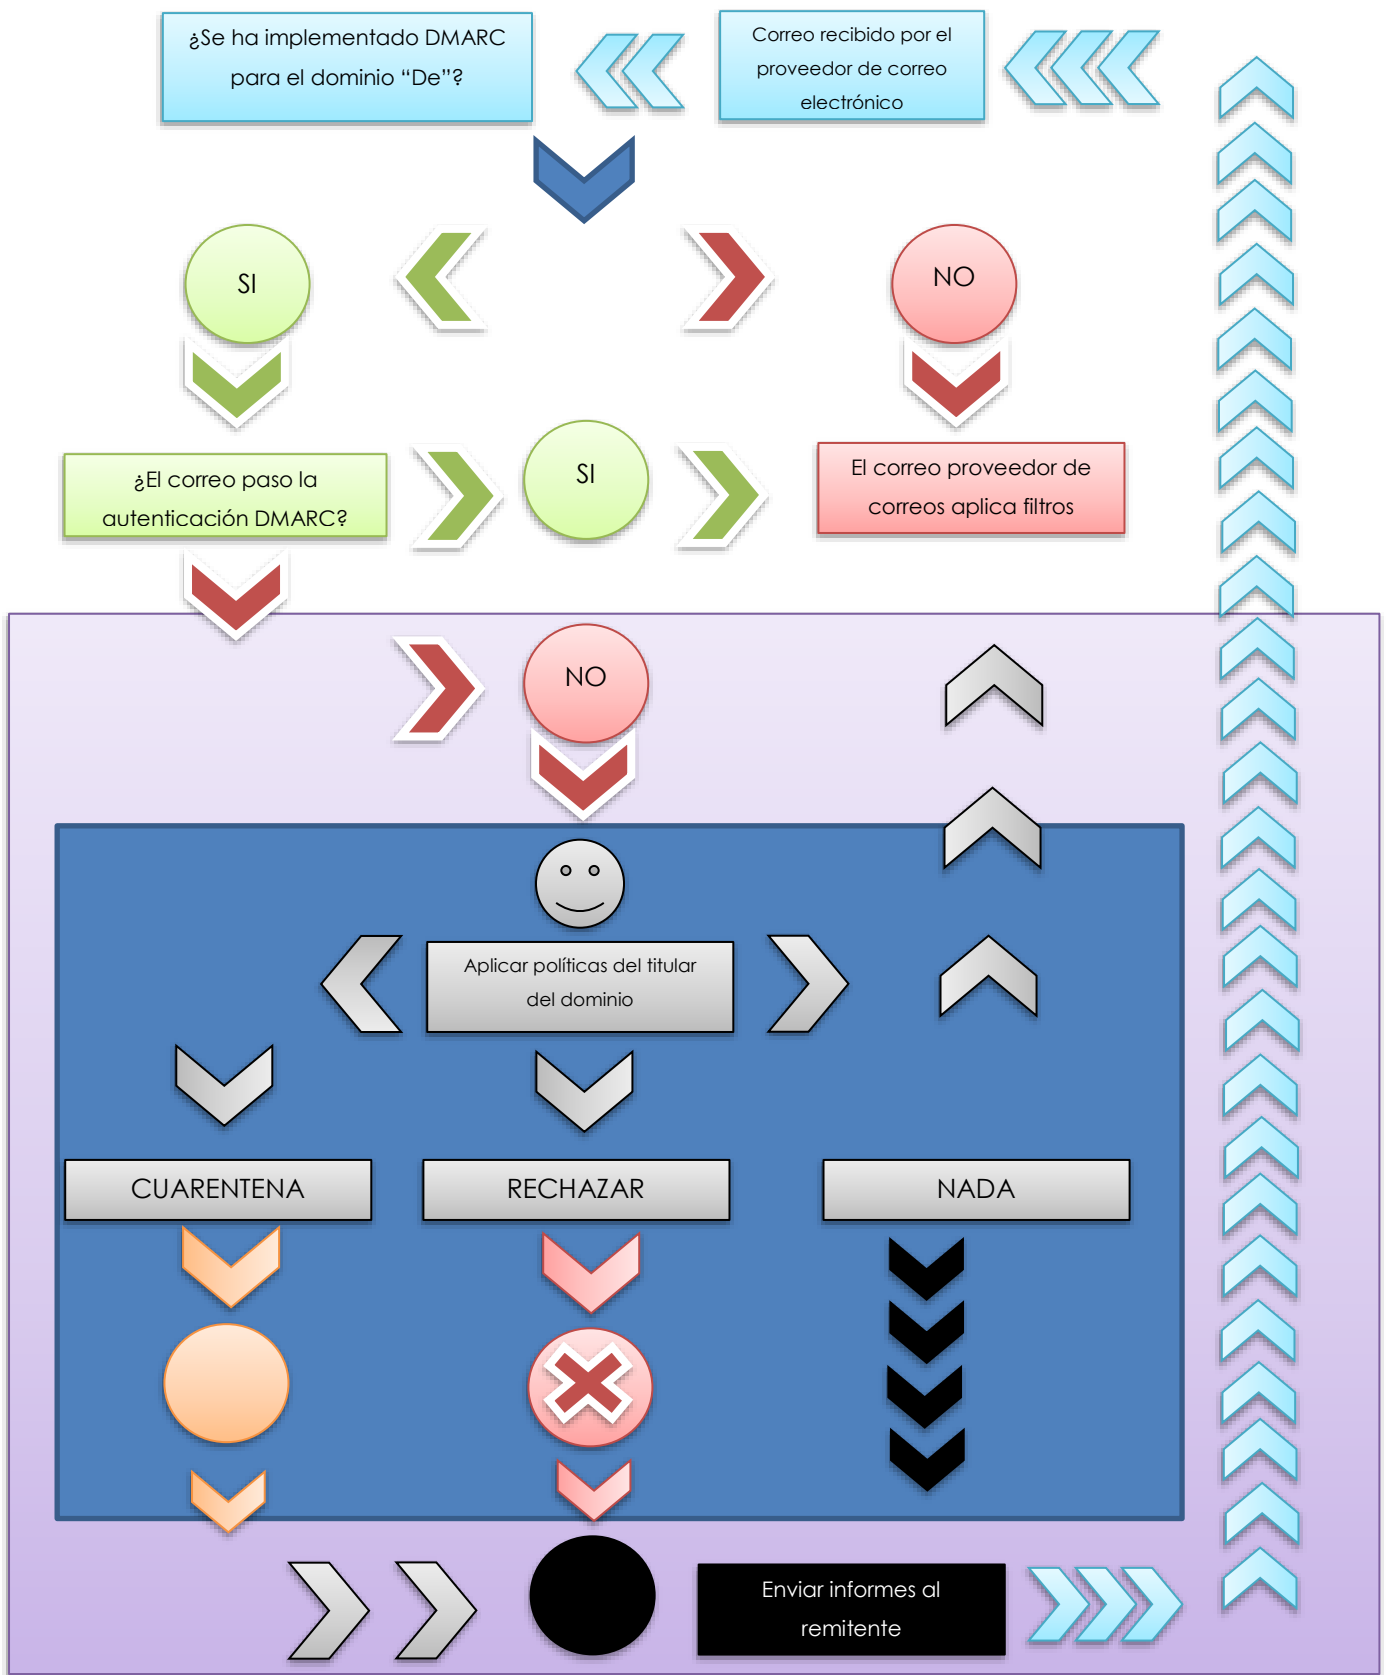 ¿Se ha implementado DMARC
para el dominio “De”?
Correo recibido por el
proveedor de correo
electrónico
SI
NO
¿El correo paso la
autenticación DMARC?
SI
El correo proveedor de
correos aplica filtros
NO
Aplicar políticas del titular
del dominio
CUARENTENA
RECHAZAR
NADA
Enviar informes al
remitente